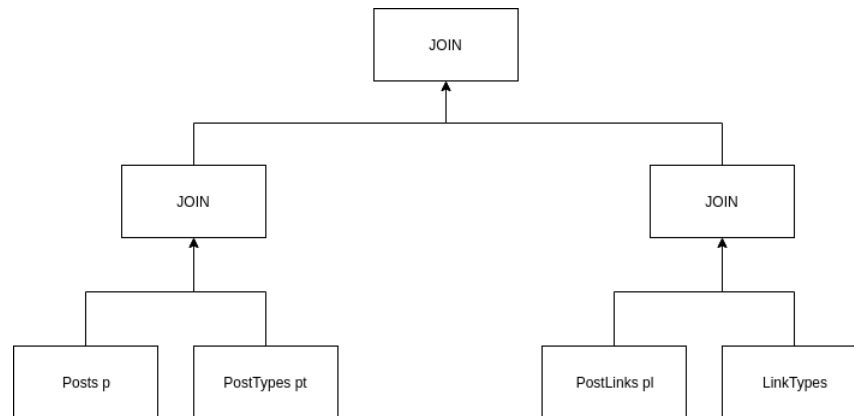 JOIN
JOIN
JOIN
Posts p
PostTypes pt
PostLinks pl
LinkTypes